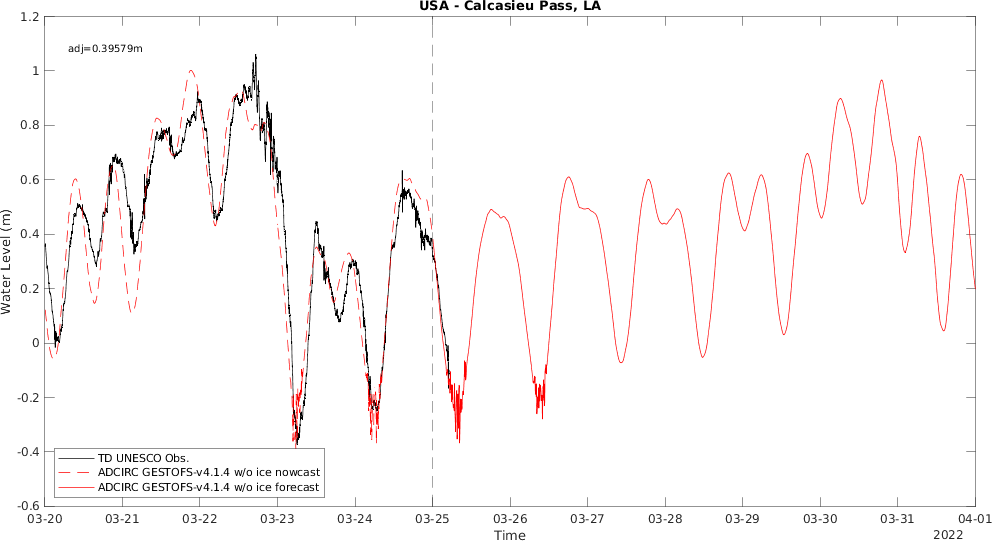 USA - Calcasieu Pass, LA
adj=0.39579m
1.2
1
0.8
0.6
0.4
0.2
0
-0.2
-0.4
-0.6
Water Level (m)
TD UNESCO Obs.
ADCIRC GESTOFS-v4.1.4 w/o ice nowcast
ADCIRC GESTOFS-v4.1.4 w/o ice forecast
03-20 03-21 03-22 03-23 03-24 03-25 03-26 03-27 03-28 03-29 03-30 03-31 04-01
Time
2022